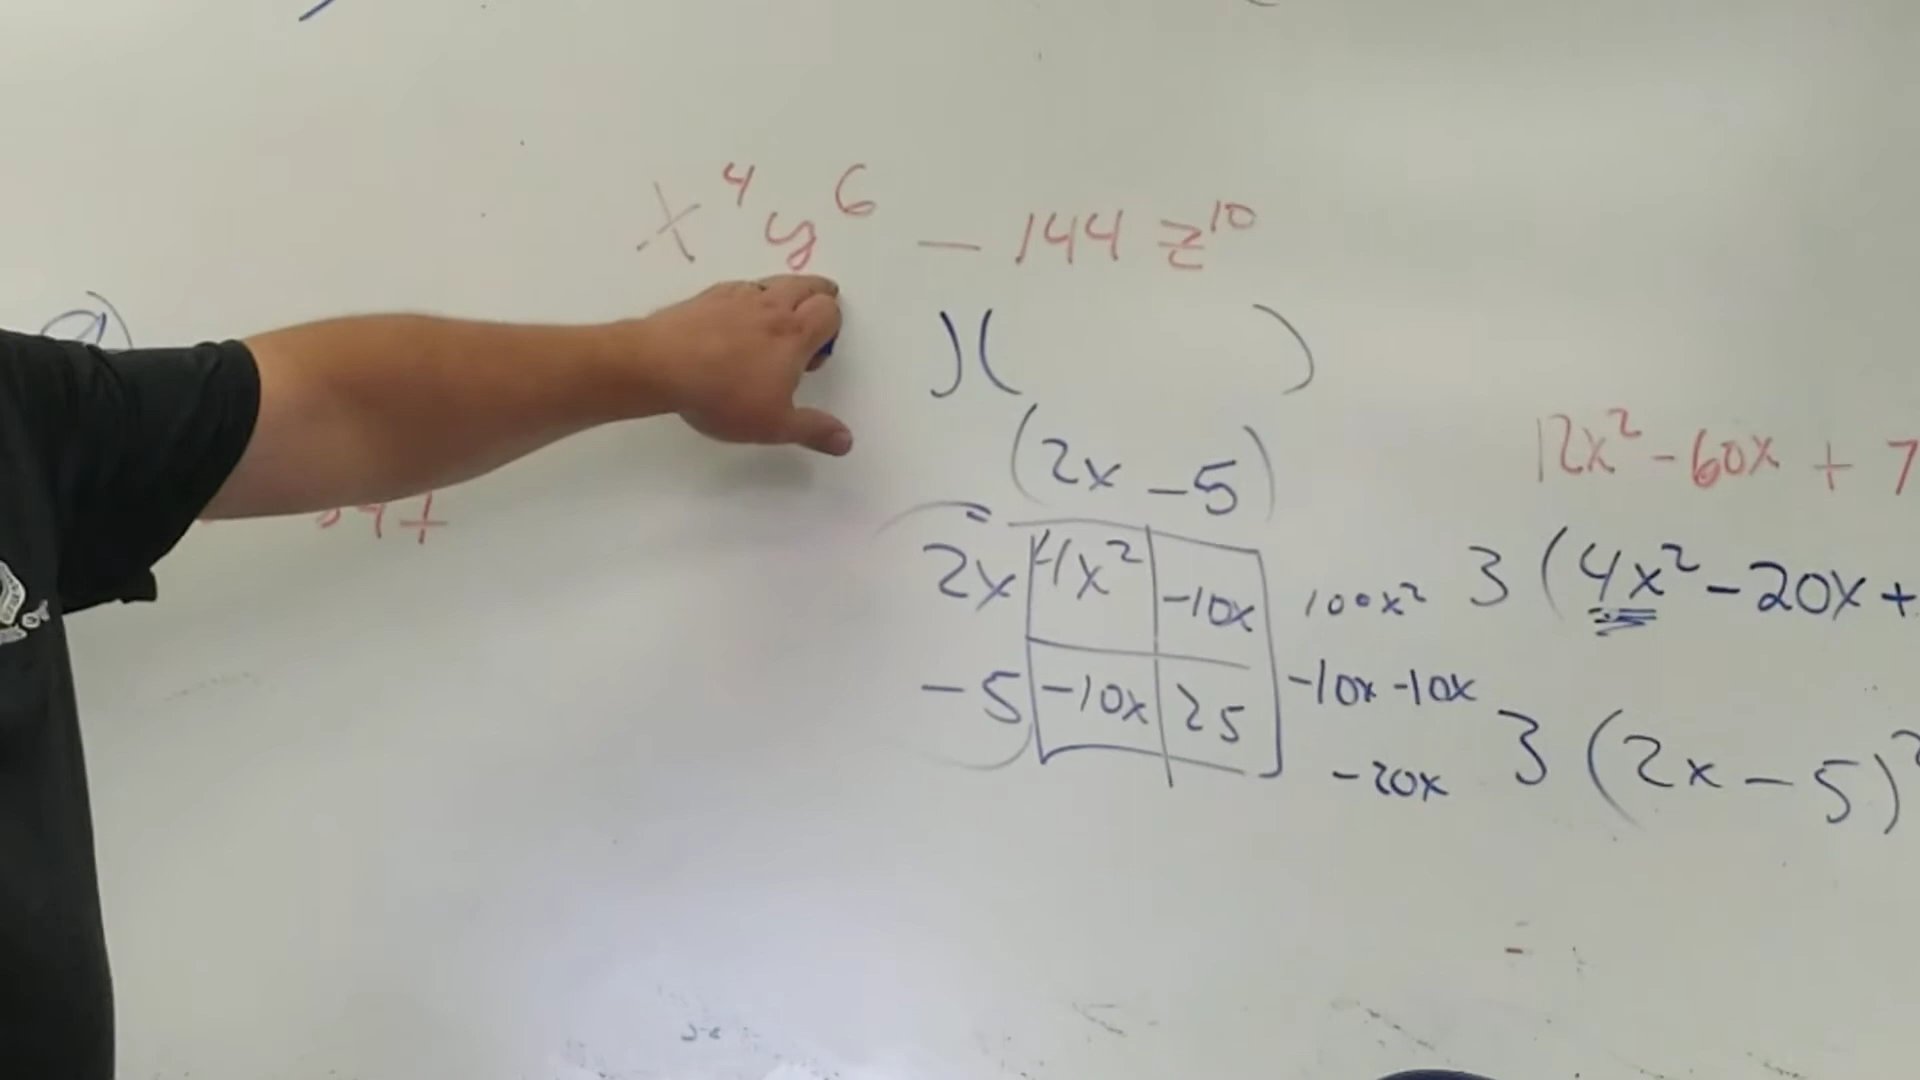 x⁴y⁶ - 144z¹⁰
)( )
(2x - 5)
2x 4x² -10x
-5 -10x 25
100x²
-10x -10x
-20x
12x² - 60x + 7
3(4x² - 20x +
3(2x - 5)²